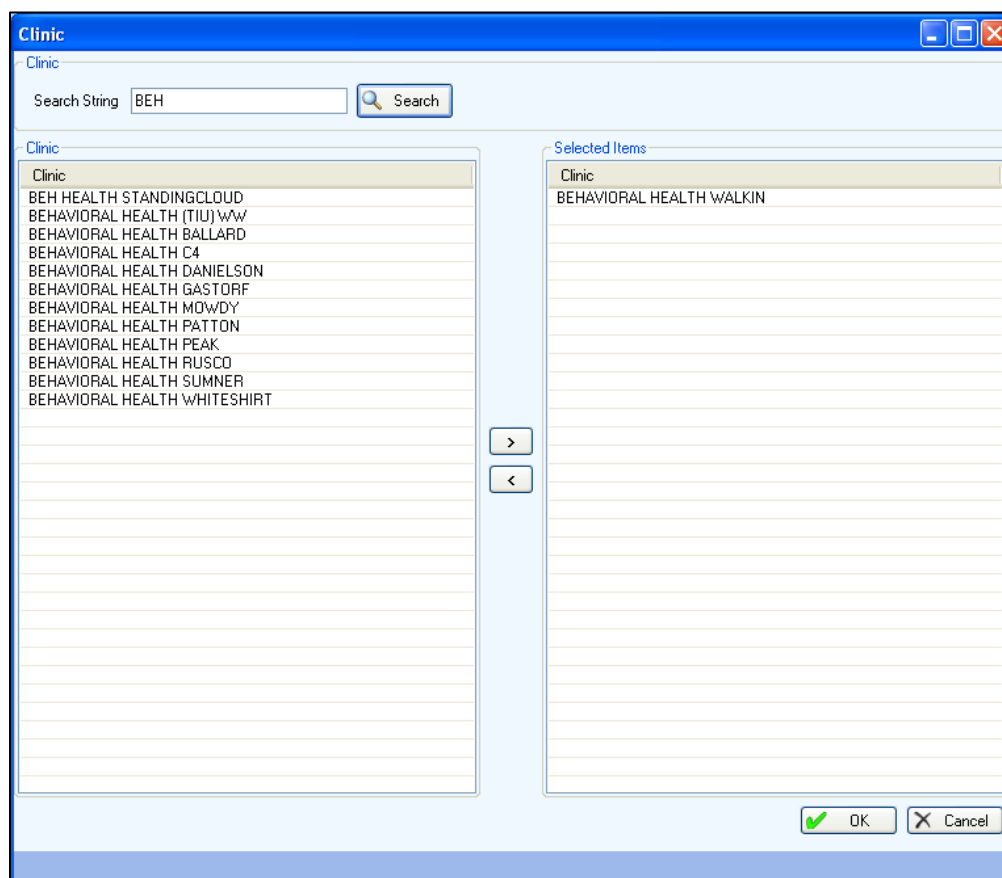 Clinic
Clinic
Search String BEH Search
Clinic
Clinic
BEH HEALTH STANDINGCLOUD
BEHAVIORAL HEALTH (TIU) WW
BEHAVIORAL HEALTH BALLARD
BEHAVIORAL HEALTH C4
BEHAVIORAL HEALTH DANIELSON
BEHAVIORAL HEALTH GASTORF
BEHAVIORAL HEALTH MOWDY
BEHAVIORAL HEALTH PATTON
BEHAVIORAL HEALTH PEAK
BEHAVIORAL HEALTH RUSCO
BEHAVIORAL HEALTH SUMNER
BEHAVIORAL HEALTH WHITESHIRT
>
<
Selected Items
Clinic
BEHAVIORAL HEALTH WALKIN
OK Cancel